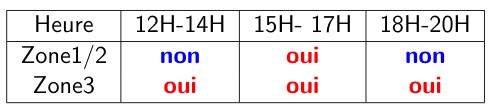 Heure 12H-14H 15H- 17H 18H-20H
Zone1/2 non oui non
Zone3 oui oui oui